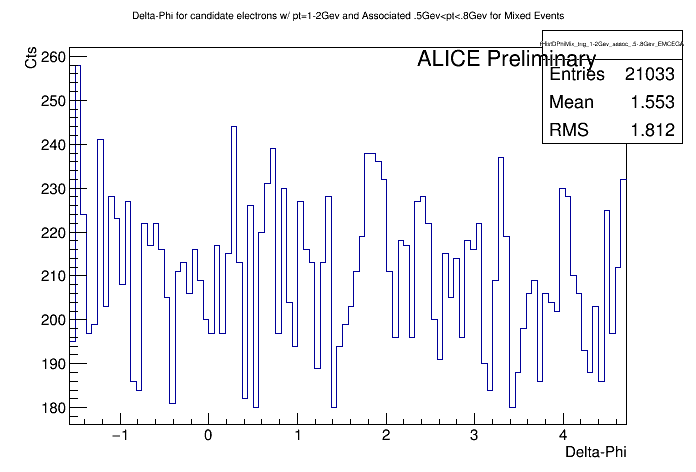 Delta-Phi for candidate electrons w/ pt=1-2Gev and Associated .5Gev<pt<.8Gev for Mixed Events
Cts
ALICE Preliminary
Entries 21033
Mean 1.553
RMS 1.812
260
250
240
230
220
210
200
190
180
−1 0 1 2 3 4
Delta-Phi